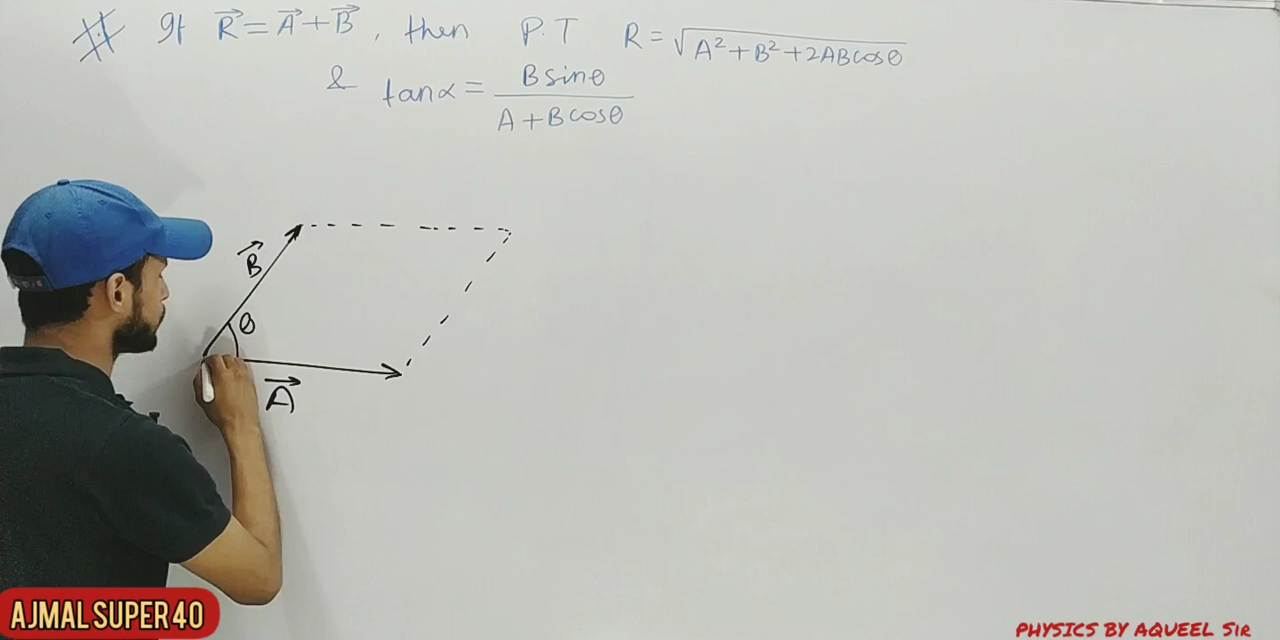 If R⃗ = A⃗ + B⃗, then P.T R = √A² + B² + 2ABcosθ
& tanα = Bsinθ / A + Bcosθ
B⃗
θ
A⃗
AJMAL SUPER 40
PHYSICS BY AQUEEL Sir